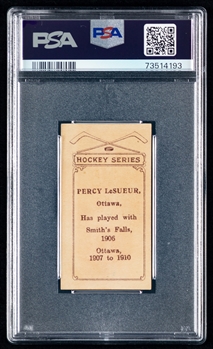 PSA
PSA
73514193
HOCKEY SERIES
PERCY LeSUEUR,
Ottawa,
Has played with
Smith's Falls,
1906
Ottawa,
1907 to 1910